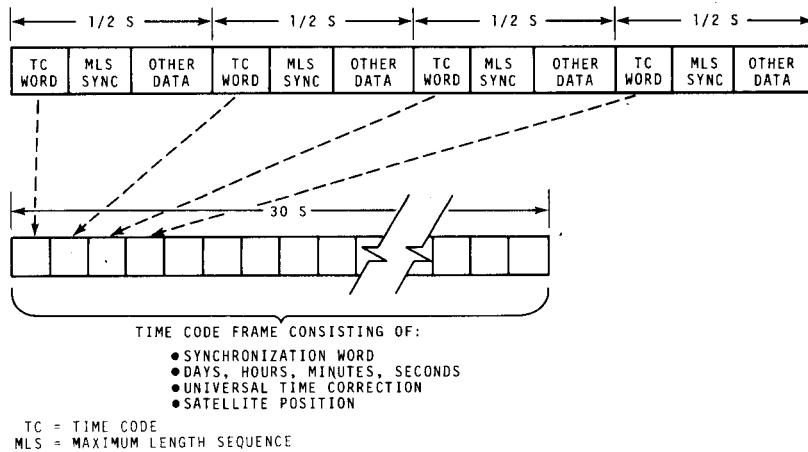 1/2 S 1/2 S 1/2 S 1/2 S
TC WORD MLS SYNC OTHER DATA TC WORD MLS SYNC OTHER DATA TC WORD MLS SYNC OTHER DATA TC WORD MLS SYNC OTHER DATA
30 S
TIME CODE FRAME CONSISTING OF:
●SYNCHRONIZATION WORD
●DAYS, HOURS, MINUTES, SECONDS
●UNIVERSAL TIME CORRECTION
●SATELLITE POSITION
TC = TIME CODE
MLS = MAXIMUM LENGTH SEQUENCE